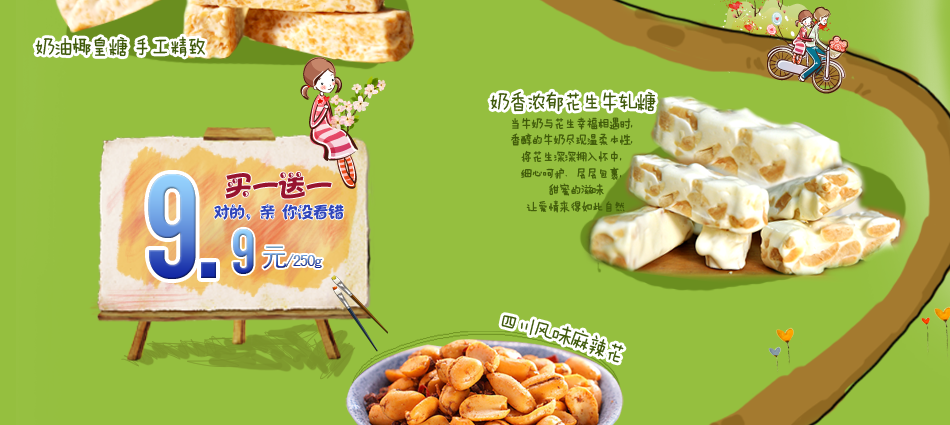 奶油椰皇糖 手工精致
奶香浓郁花生牛轧糖
当牛奶与花生幸福相遇时,
香醇的牛奶尽现温柔本性,
将花生深深拥入怀中,
细心呵护. 层层包裹,
甜蜜的滋味
让爱情来得如此自然
买一送一
对的、亲 你没看错
9.9元/250g
四川风味麻辣花